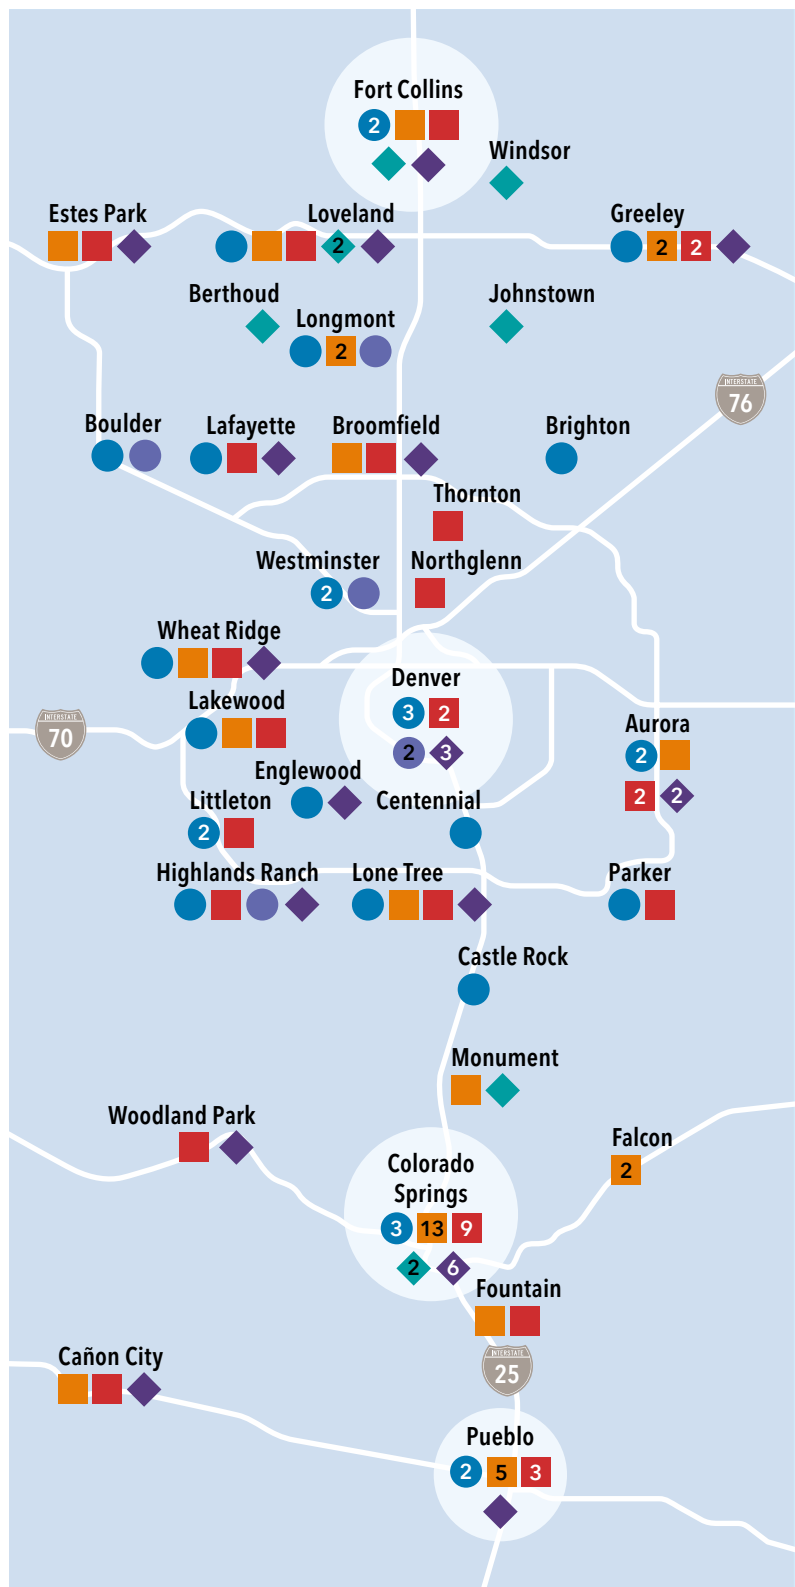 Fort Collins
2
Windsor
Estes Park
Loveland
Greeley
2
2
2
Berthoud
Johnstown
Longmont
2
INTERSTATE
76
Boulder
Lafayette
Broomfield
Brighton
Thornton
Westminster
Northglenn
2
Wheat Ridge
Denver
Lakewood
3
2
INTERSTATE
70
Aurora
2
3
2
Englewood
Littleton
Centennial
2
2
2
Highlands Ranch
Lone Tree
Parker
Castle Rock
Monument
Woodland Park
Falcon
2
Colorado
Springs
3
13
9
2
6
Fountain
Cañon City
INTERSTATE
25
Pueblo
2
5
3